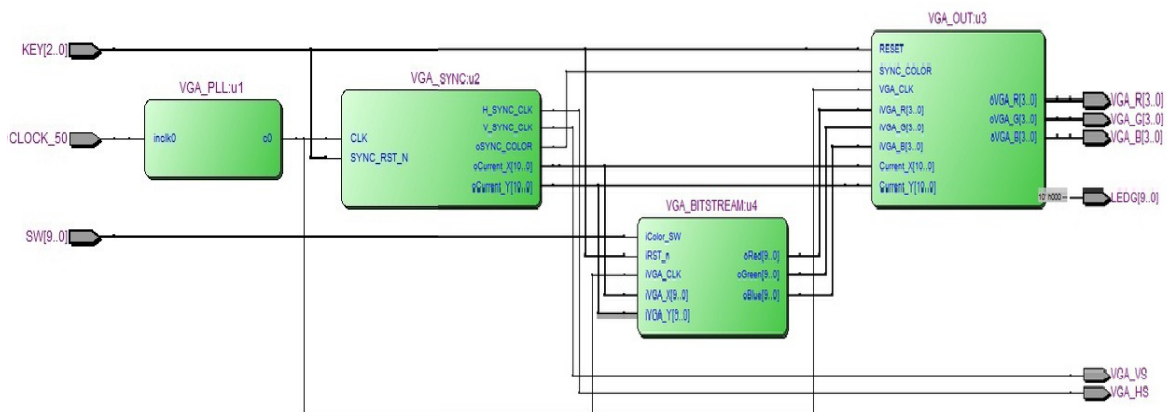 VGA_OUT:u3
KEY[2..0]
RESET
VGA_PLL:u1
VGA_SYNC:u2
SYNC_COLOR
VGA_CLK
H_SYNC_CLK
V_SYNC_CLK
oSYNC_COLOR
oCurrent_X[10..0]
oCurrent_Y[10..0]
iVGA_R[3..0]
iVGA_G[3..0]
iVGA_B[3..0]
Current_X[10..0]
Current_Y[10..0]
oVGA_R[3..0]
oVGA_G[3..0]
oVGA_B[3..0]
VGA_R[3..0]
VGA_G[3..0]
VGA_B[3..0]
CLOCK_50
inclk0
c0
CLK
SYNC_RST_N
LEDG[9..0]
VGA_BITSTREAM:u4
SW[9..0]
iColor_SW
iRST_n
iVGA_CLK
iVGA_X[9..0]
iVGA_Y[9..0]
oRed[9..0]
oGreen[9..0]
oBlue[9..0]
VGA_VS
VGA_HS